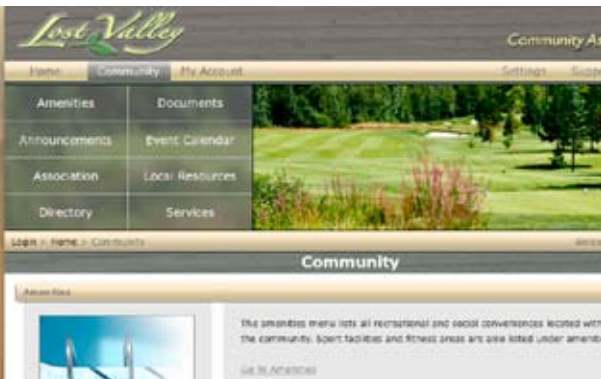 Lost Valley
Community As
Home Community My Account Settings Suppo
Amenities Documents
Announcements Event Calendar
Association Local Resources
Directory Services
Login > Home > Community
Community
Amenities
The amenities menu lists all recreational and social conveniences located with
the community. Sport facilities and fitness areas are also listed under ameniti
Go to Amenities